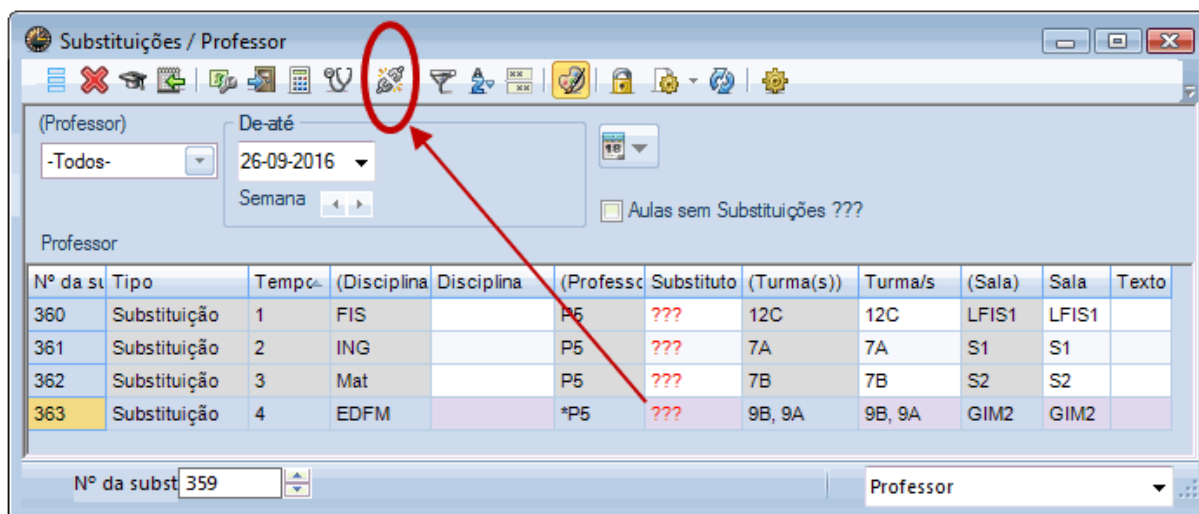 Substituições / Professor
(Professor)
De-até
-Todos-
26-09-2016
18
Semana
Aulas sem Substituições ???
Professor
Nº da su Tipo Tempo (Disciplina Disciplina (Professo Substituto (Turma(s)) Turma/s (Sala) Sala Texto
360 Substituição 1 FIS P5 ??? 12C 12C LFIS1 LFIS1
361 Substituição 2 ING P5 ??? 7A 7A S1 S1
362 Substituição 3 Mat P5 ??? 7B 7B S2 S2
363 Substituição 4 EDFM *P5 ??? 9B, 9A 9B, 9A GIM2 GIM2
Nº da subst 359 Professor